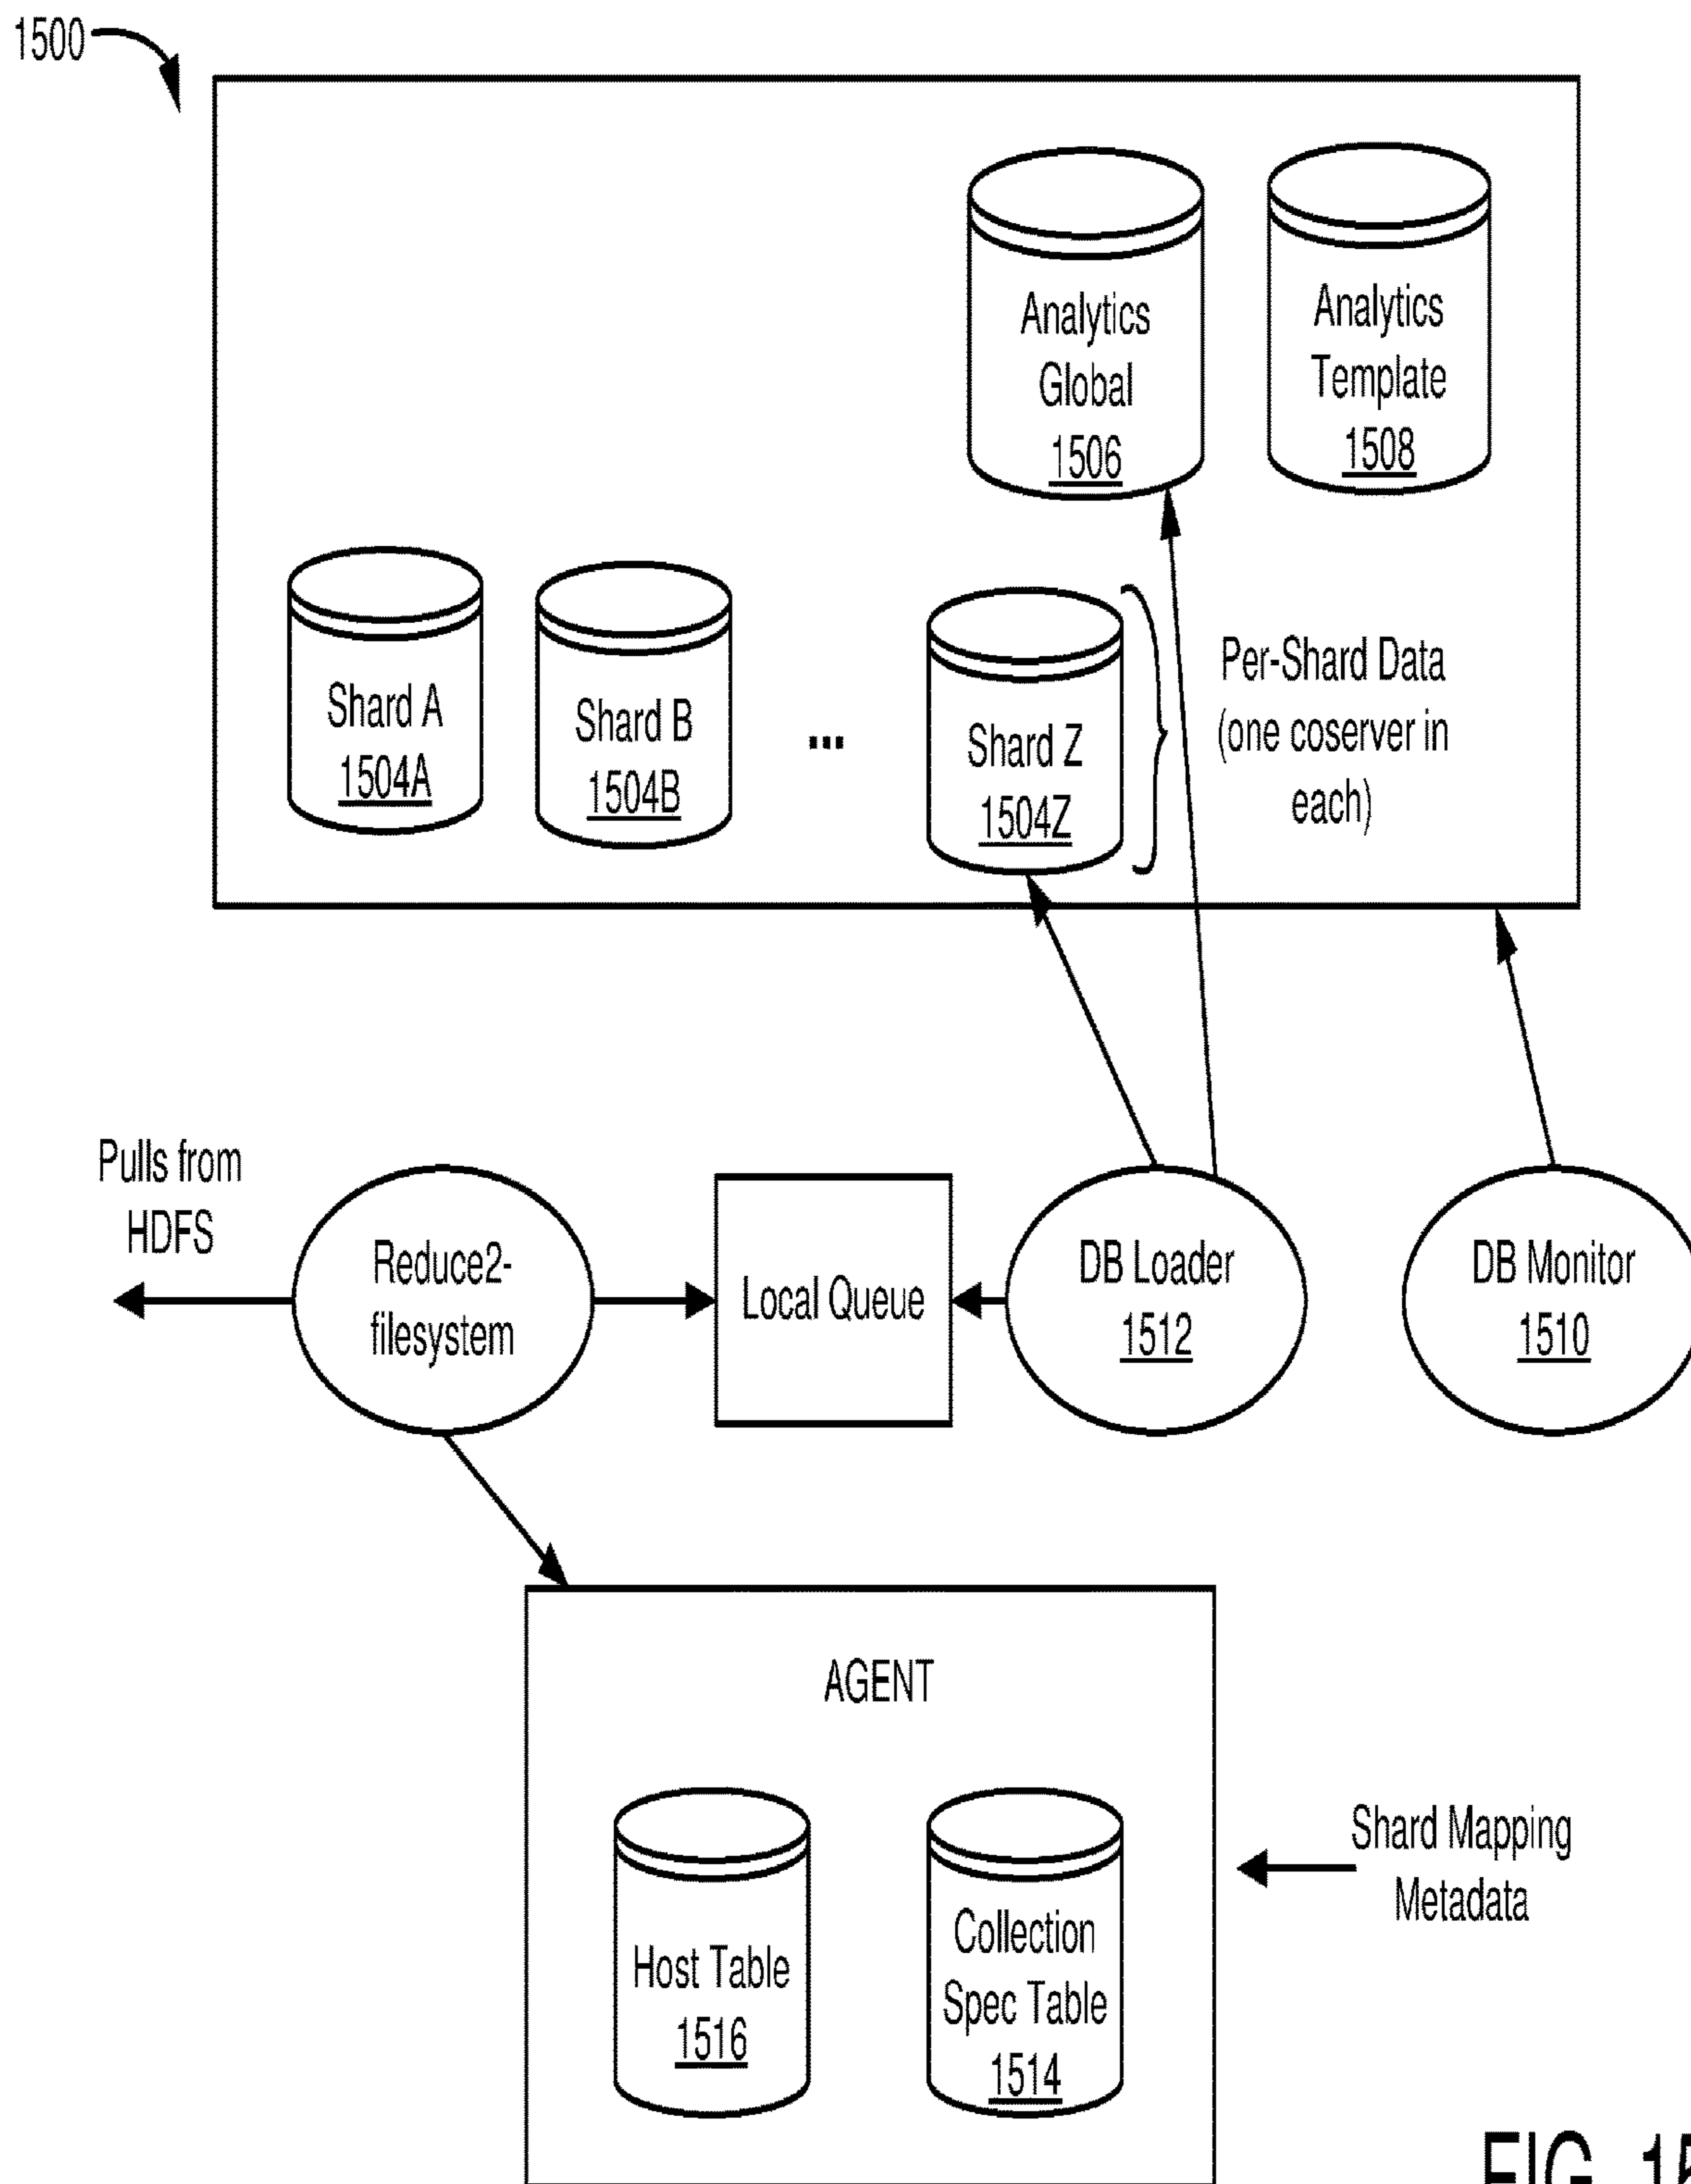 1500
Analytics
Global
1506
Analytics
Template
1508
Shard A
1504A
Shard B
1504B
...
Shard Z
1504Z
Per-Shard Data
(one coserver in
each)
Pulls from
HDFS
Reduce2-
filesystem
Local Queue
DB Loader
1512
DB Monitor
1510
AGENT
Host Table
1516
Collection
Spec Table
1514
Shard Mapping
Metadata
FIG. 15